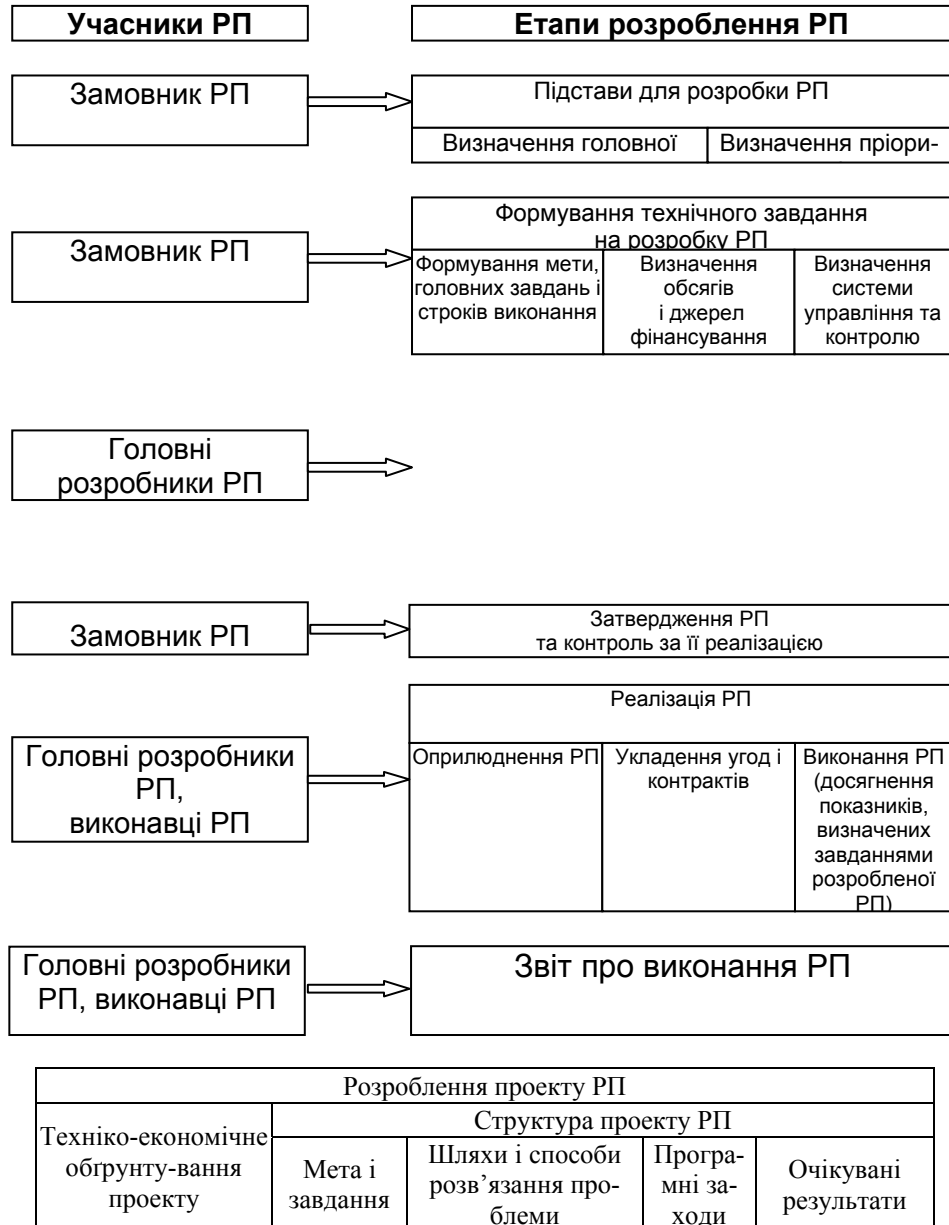 Учасники РП
Етапи розроблення РП
Замовник РП
Підстави для розробки РП
Визначення головної
Визначення пріори-
Замовник РП
Формування технічного завдання
на розробку РП
Формування мети,
головних завдань і
строків виконання
Визначення
обсягів
і джерел
фінансування
Визначення
системи
управління та
контролю
Головні
розробники РП
Замовник РП
Затвердження РП
та контроль за її реалізацією
Головні розробники
РП,
виконавці РП
Реалізація РП
Оприлюднення РП
Укладення угод і
контрактів
Виконання РП
(досягнення
показників,
визначених
завданнями
розробленої
РП)
Головні розробники
РП, виконавці РП
Звіт про виконання РП
Розроблення проекту РП
Техніко-економічне
обґрунту-вання
проекту
Структура проекту РП
Мета і
завдання
Шляхи і способи
розв’язання про-
блеми
Програ-
мні за-
ходи
Очікувані
результати